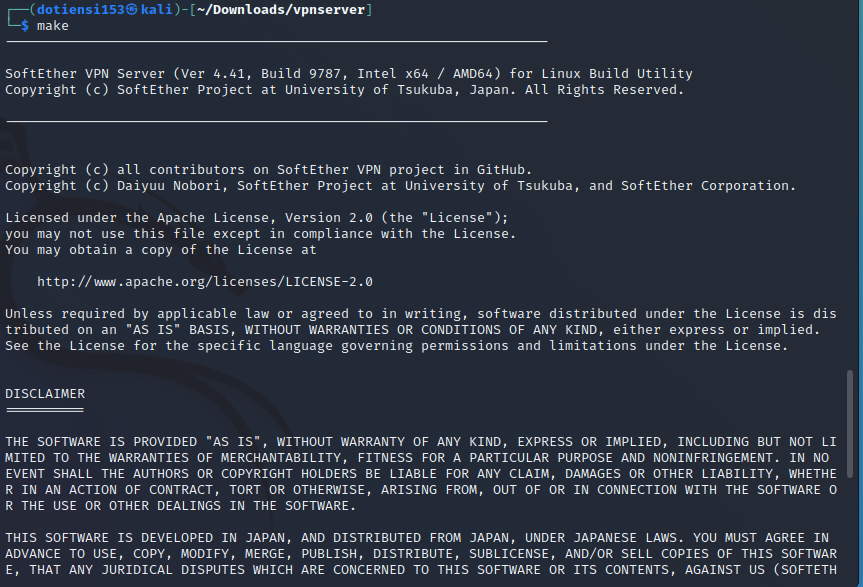 ┌──(dotiensi153㉿kali)-[~/Downloads/vpnserver]
└─$ make
SoftEther VPN Server (Ver 4.41, Build 9787, Intel x64 / AMD64) for Linux Build Utility
Copyright (c) SoftEther Project at University of Tsukuba, Japan. All Rights Reserved.
Copyright (c) all contributors on SoftEther VPN project in GitHub.
Copyright (c) Daiyuu Nobori, SoftEther Project at University of Tsukuba, and SoftEther Corporation.
Licensed under the Apache License, Version 2.0 (the "License");
you may not use this file except in compliance with the License.
You may obtain a copy of the License at
http://www.apache.org/licenses/LICENSE-2.0
Unless required by applicable law or agreed to in writing, software distributed under the License is dis
tributed on an "AS IS" BASIS, WITHOUT WARRANTIES OR CONDITIONS OF ANY KIND, either express or implied.
See the License for the specific language governing permissions and limitations under the License.
DISCLAIMER
==========
THE SOFTWARE IS PROVIDED "AS IS", WITHOUT WARRANTY OF ANY KIND, EXPRESS OR IMPLIED, INCLUDING BUT NOT LI
MITED TO THE WARRANTIES OF MERCHANTABILITY, FITNESS FOR A PARTICULAR PURPOSE AND NONINFRINGEMENT. IN NO
EVENT SHALL THE AUTHORS OR COPYRIGHT HOLDERS BE LIABLE FOR ANY CLAIM, DAMAGES OR OTHER LIABILITY, WHETHE
R IN AN ACTION OF CONTRACT, TORT OR OTHERWISE, ARISING FROM, OUT OF OR IN CONNECTION WITH THE SOFTWARE O
R THE USE OR OTHER DEALINGS IN THE SOFTWARE.
THIS SOFTWARE IS DEVELOPED IN JAPAN, AND DISTRIBUTED FROM JAPAN, UNDER JAPANESE LAWS. YOU MUST AGREE IN
ADVANCE TO USE, COPY, MODIFY, MERGE, PUBLISH, DISTRIBUTE, SUBLICENSE, AND/OR SELL COPIES OF THIS SOFTWAR
E, THAT ANY JURIDICAL DISPUTES WHICH ARE CONCERNED TO THIS SOFTWARE OR ITS CONTENTS, AGAINST US (SOFTETH